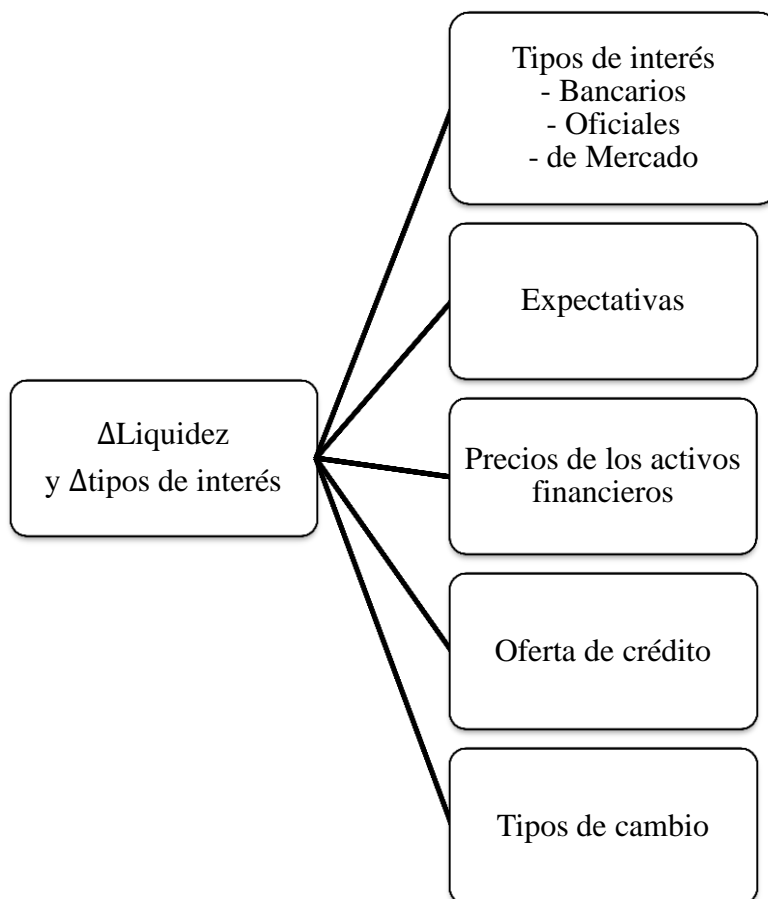 Tipos de interés
- Bancarios
- Oficiales
- de Mercado
Expectativas
ΔLiquidez
y Δtipos de interés
Precios de los activos
financieros
Oferta de crédito
Tipos de cambio